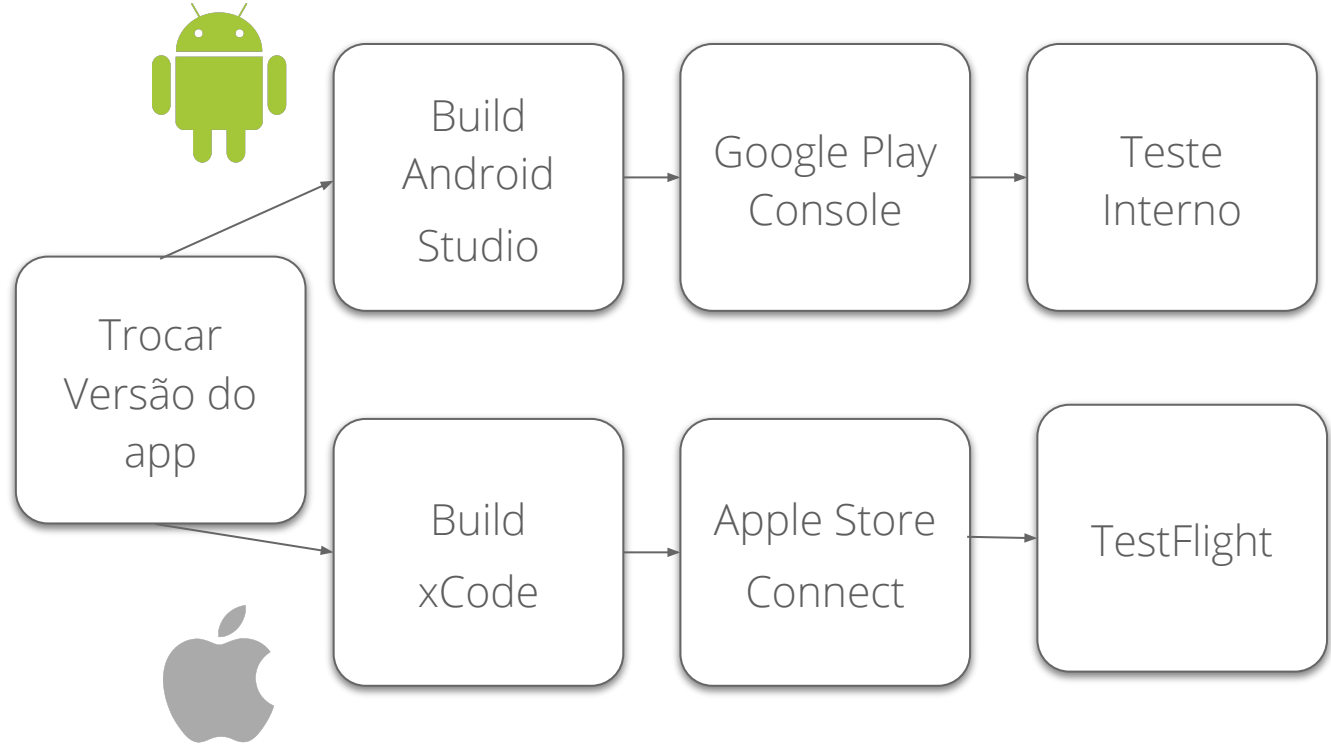 Build
Android
Studio
Google Play
Console
Teste
Interno
Trocar
Versão do
app
Build
xCode
Apple Store
Connect
TestFlight